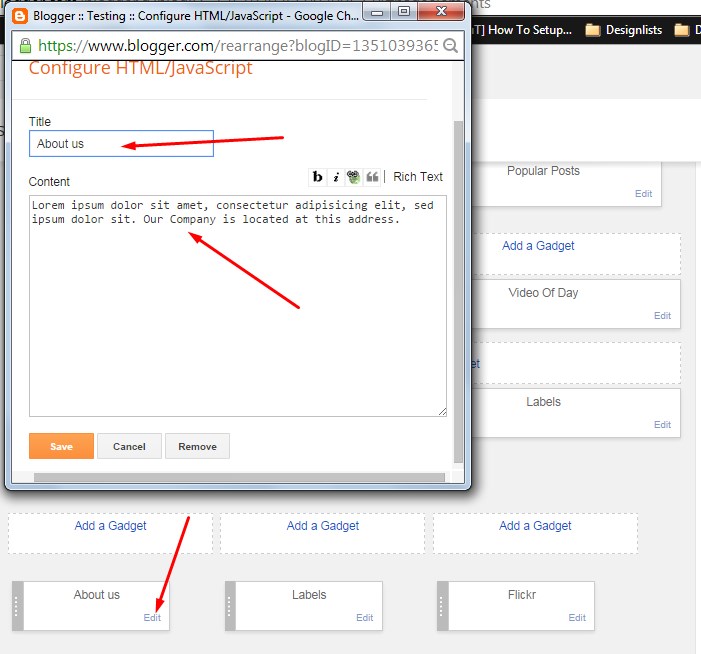 Blogger :: Testing :: Configure HTML/JavaScript - Google Ch...
https://www.blogger.com/rearrange?blogID=1351039365
T] How To Setup...
Designlists
Configure HTML/JavaScript
Title
About us
Content
b i Rich Text
Lorem ipsum dolor sit amet, consectetur adipisicing elit, sed
ipsum dolor sit. Our Company is located at this address.
Save Cancel Remove
Popular Posts
Edit
Add a Gadget
Video Of Day
Edit
et
Labels
Edit
Add a Gadget Add a Gadget Add a Gadget
About us Labels Flickr
Edit Edit Edit